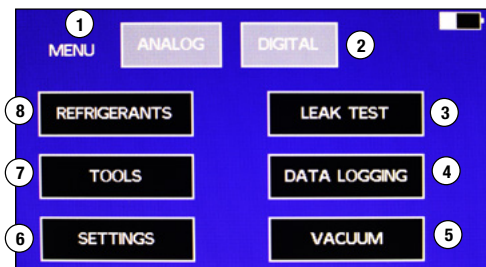 1
MENU ANALOG DIGITAL 2
8 REFRIGERANTS LEAK TEST 3
7 TOOLS DATA LOGGING 4
6 SETTINGS VACUUM 5